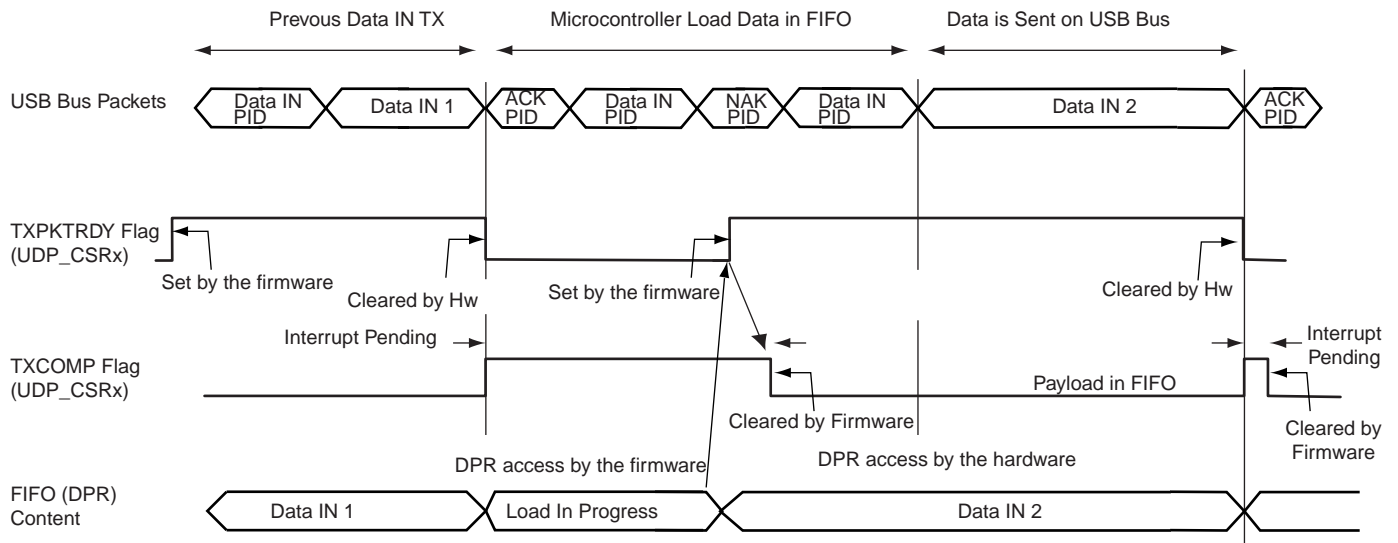 Prevous Data IN TX
Microcontroller Load Data in FIFO
Data is Sent on USB Bus
USB Bus Packets
Data IN
PID
Data IN 1
ACK
PID
Data IN
PID
NAK
PID
Data IN
PID
Data IN 2
ACK
PID
TXPKTRDY Flag
(UDP_CSRx)
Set by the firmware
Cleared by Hw
Set by the firmware
Cleared by Hw
Interrupt Pending
Interrupt
Pending
TXCOMP Flag
(UDP_CSRx)
Payload in FIFO
Cleared by Firmware
Cleared by
Firmware
DPR access by the firmware
DPR access by the hardware
FIFO (DPR)
Content
Data IN 1
Load In Progress
Data IN 2